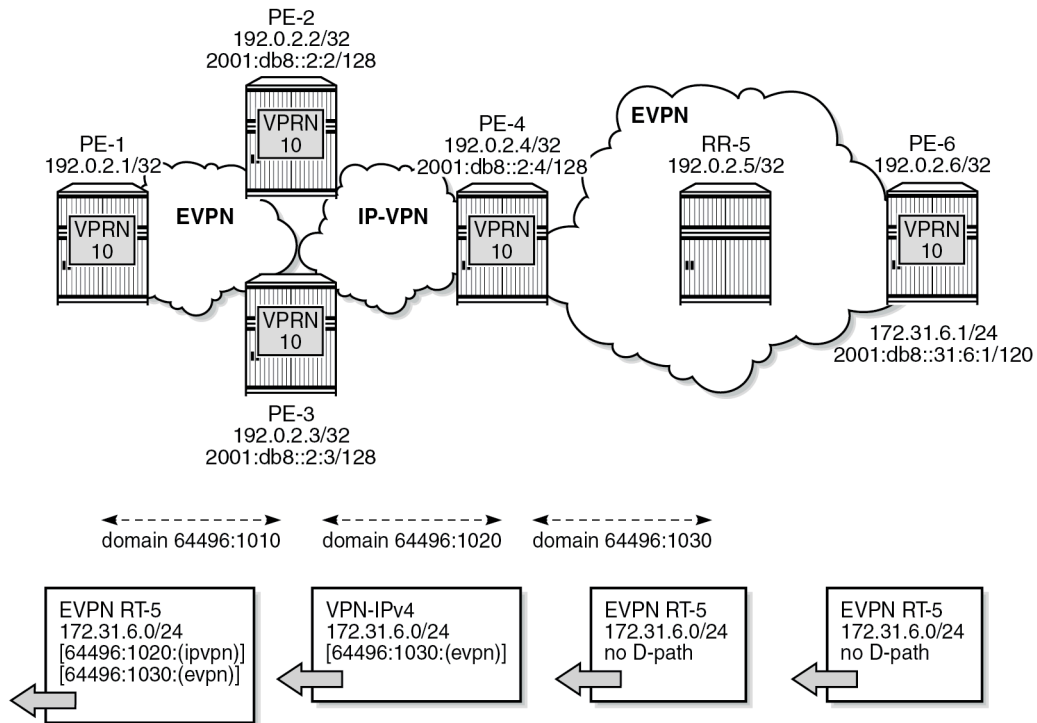 PE-2
192.0.2.2/32
2001:db8::2:2/128
VPRN
10
PE-1
192.0.2.1/32
VPRN
10
EVPN
IP-VPN
PE-4
192.0.2.4/32
2001:db8::2:4/128
VPRN
10
EVPN
RR-5
192.0.2.5/32
PE-6
192.0.2.6/32
VPRN
10
172.31.6.1/24
2001:db8::31:6:1/120
VPRN
10
PE-3
192.0.2.3/32
2001:db8::2:3/128
domain 64496:1010
domain 64496:1020
domain 64496:1030
EVPN RT-5
172.31.6.0/24
[64496:1020:(ipvpn)]
[64496:1030:(evpn)]
VPN-IPv4
172.31.6.0/24
[64496:1030:(evpn)]
EVPN RT-5
172.31.6.0/24
no D-path
EVPN RT-5
172.31.6.0/24
no D-path